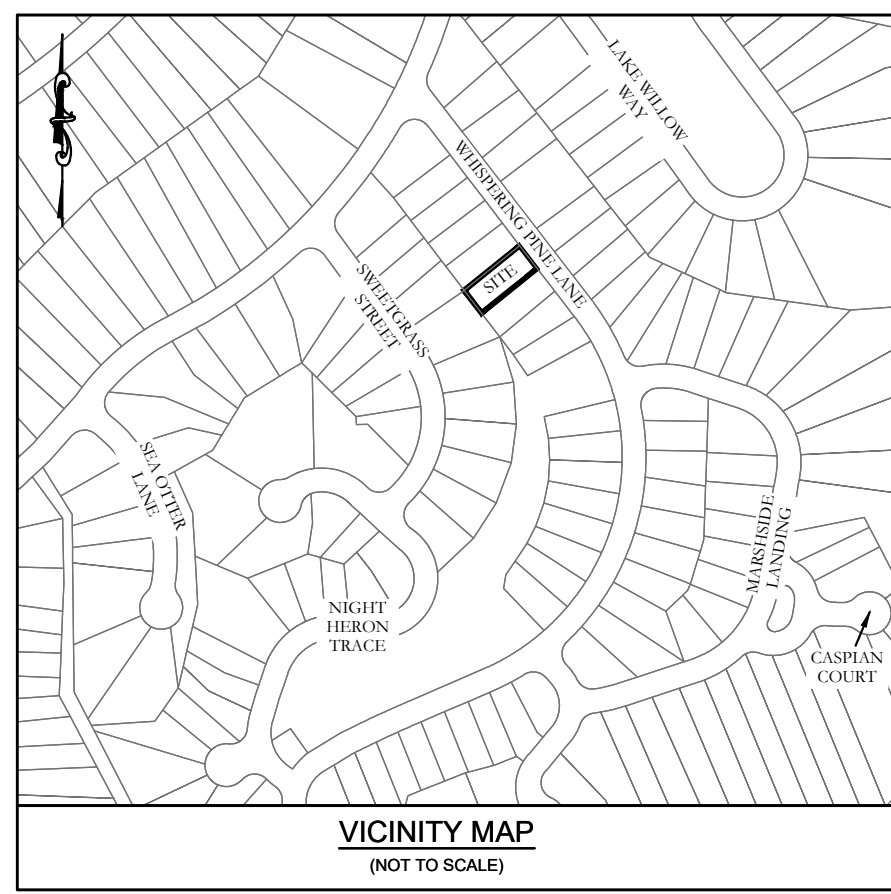 LAKE WILLOW
WAY
WHISPERING PINE LANE
SITE
SWEETGRASS
STREET
SEA OTTER
LANE
MARSHSIDE
LANDING
NIGHT
HERON
TRACE
CASPIAN
COURT
VICINITY MAP
(NOT TO SCALE)